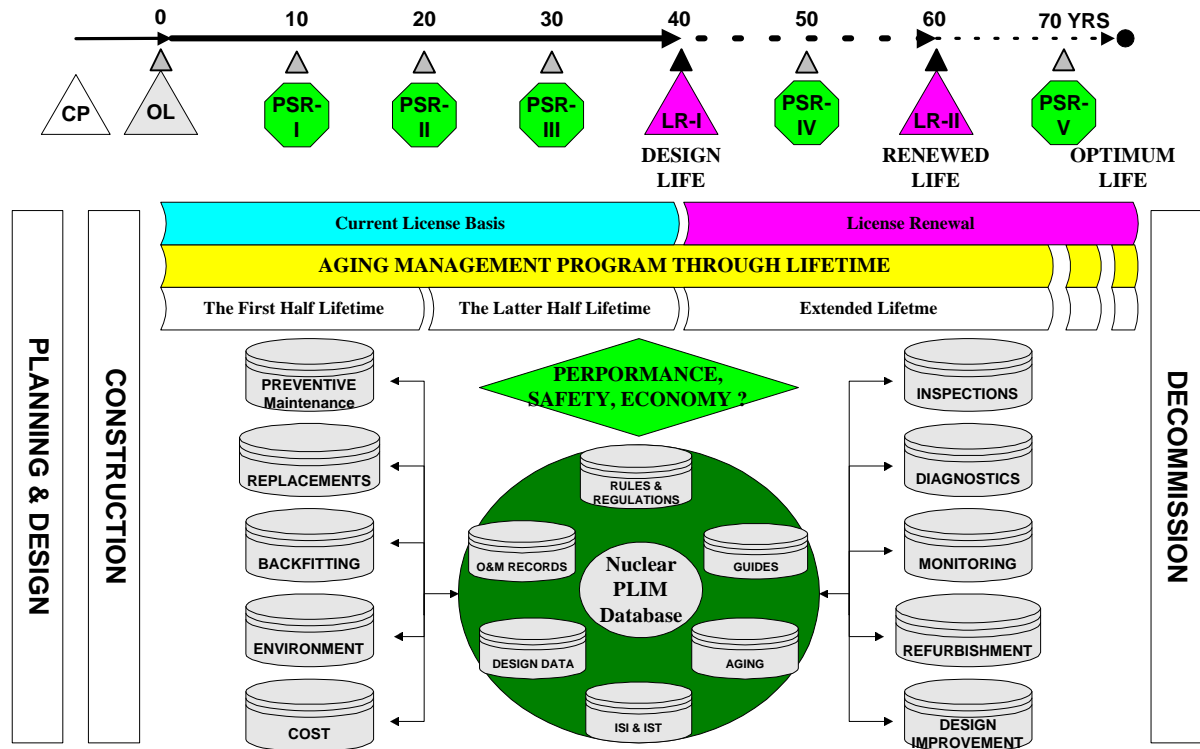 0 10 20 30 40 50 60 70 YRS
CP
OL
PSR-
I
PSR-
II
PSR-
III
LR-I
PSR-
IV
LR-II
PSR-
V
DESIGN
LIFE
RENEWED
LIFE
OPTIMUM
LIFE
PLANNING & DESIGN
CONSTRUCTION
Current License Basis
License Renewal
AGING MANAGEMENT PROGRAM THROUGH LIFETIME
The First Half Lifetime
The Latter Half Lifetime
Extended Lifetme
DECOMMISSION
PREVENTIVE
Maintenance
REPLACEMENTS
BACKFITTING
ENVIRONMENT
COST
PERPORMANCE,
SAFETY, ECONOMY ?
RULES &
REGULATIONS
O&M RECORDS
GUIDES
Nuclear
PLIM
Database
DESIGN DATA
AGING
ISI & IST
INSPECTIONS
DIAGNOSTICS
MONITORING
REFURBISHMENT
DESIGN
IMPROVEMENT